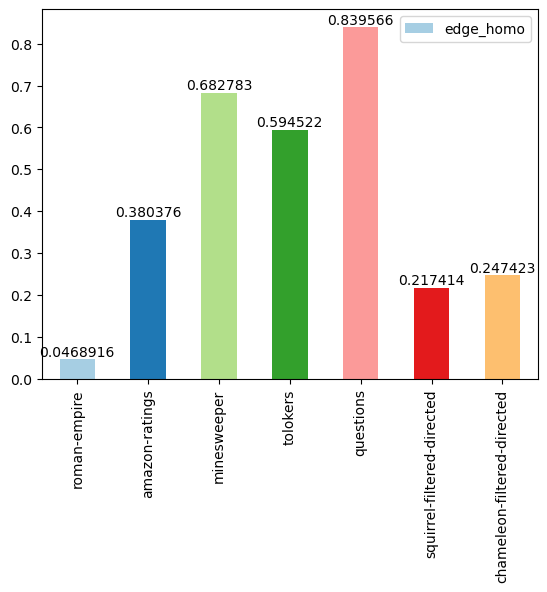 edge_homo
0.8
0.7
0.6
0.5
0.4
0.3
0.2
0.1
0.0
0.0468916
0.380376
0.682783
0.594522
0.839566
0.217414
0.247423
roman-empire
amazon-ratings
minesweeper
tolokers
questions
squirrel-filtered-directed
chameleon-filtered-directed